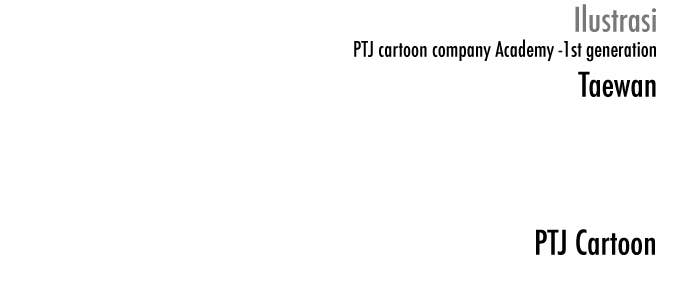 Ilustrasi
PTJ cartoon company Academy -1st generation
Taewan
PTJ Cartoon